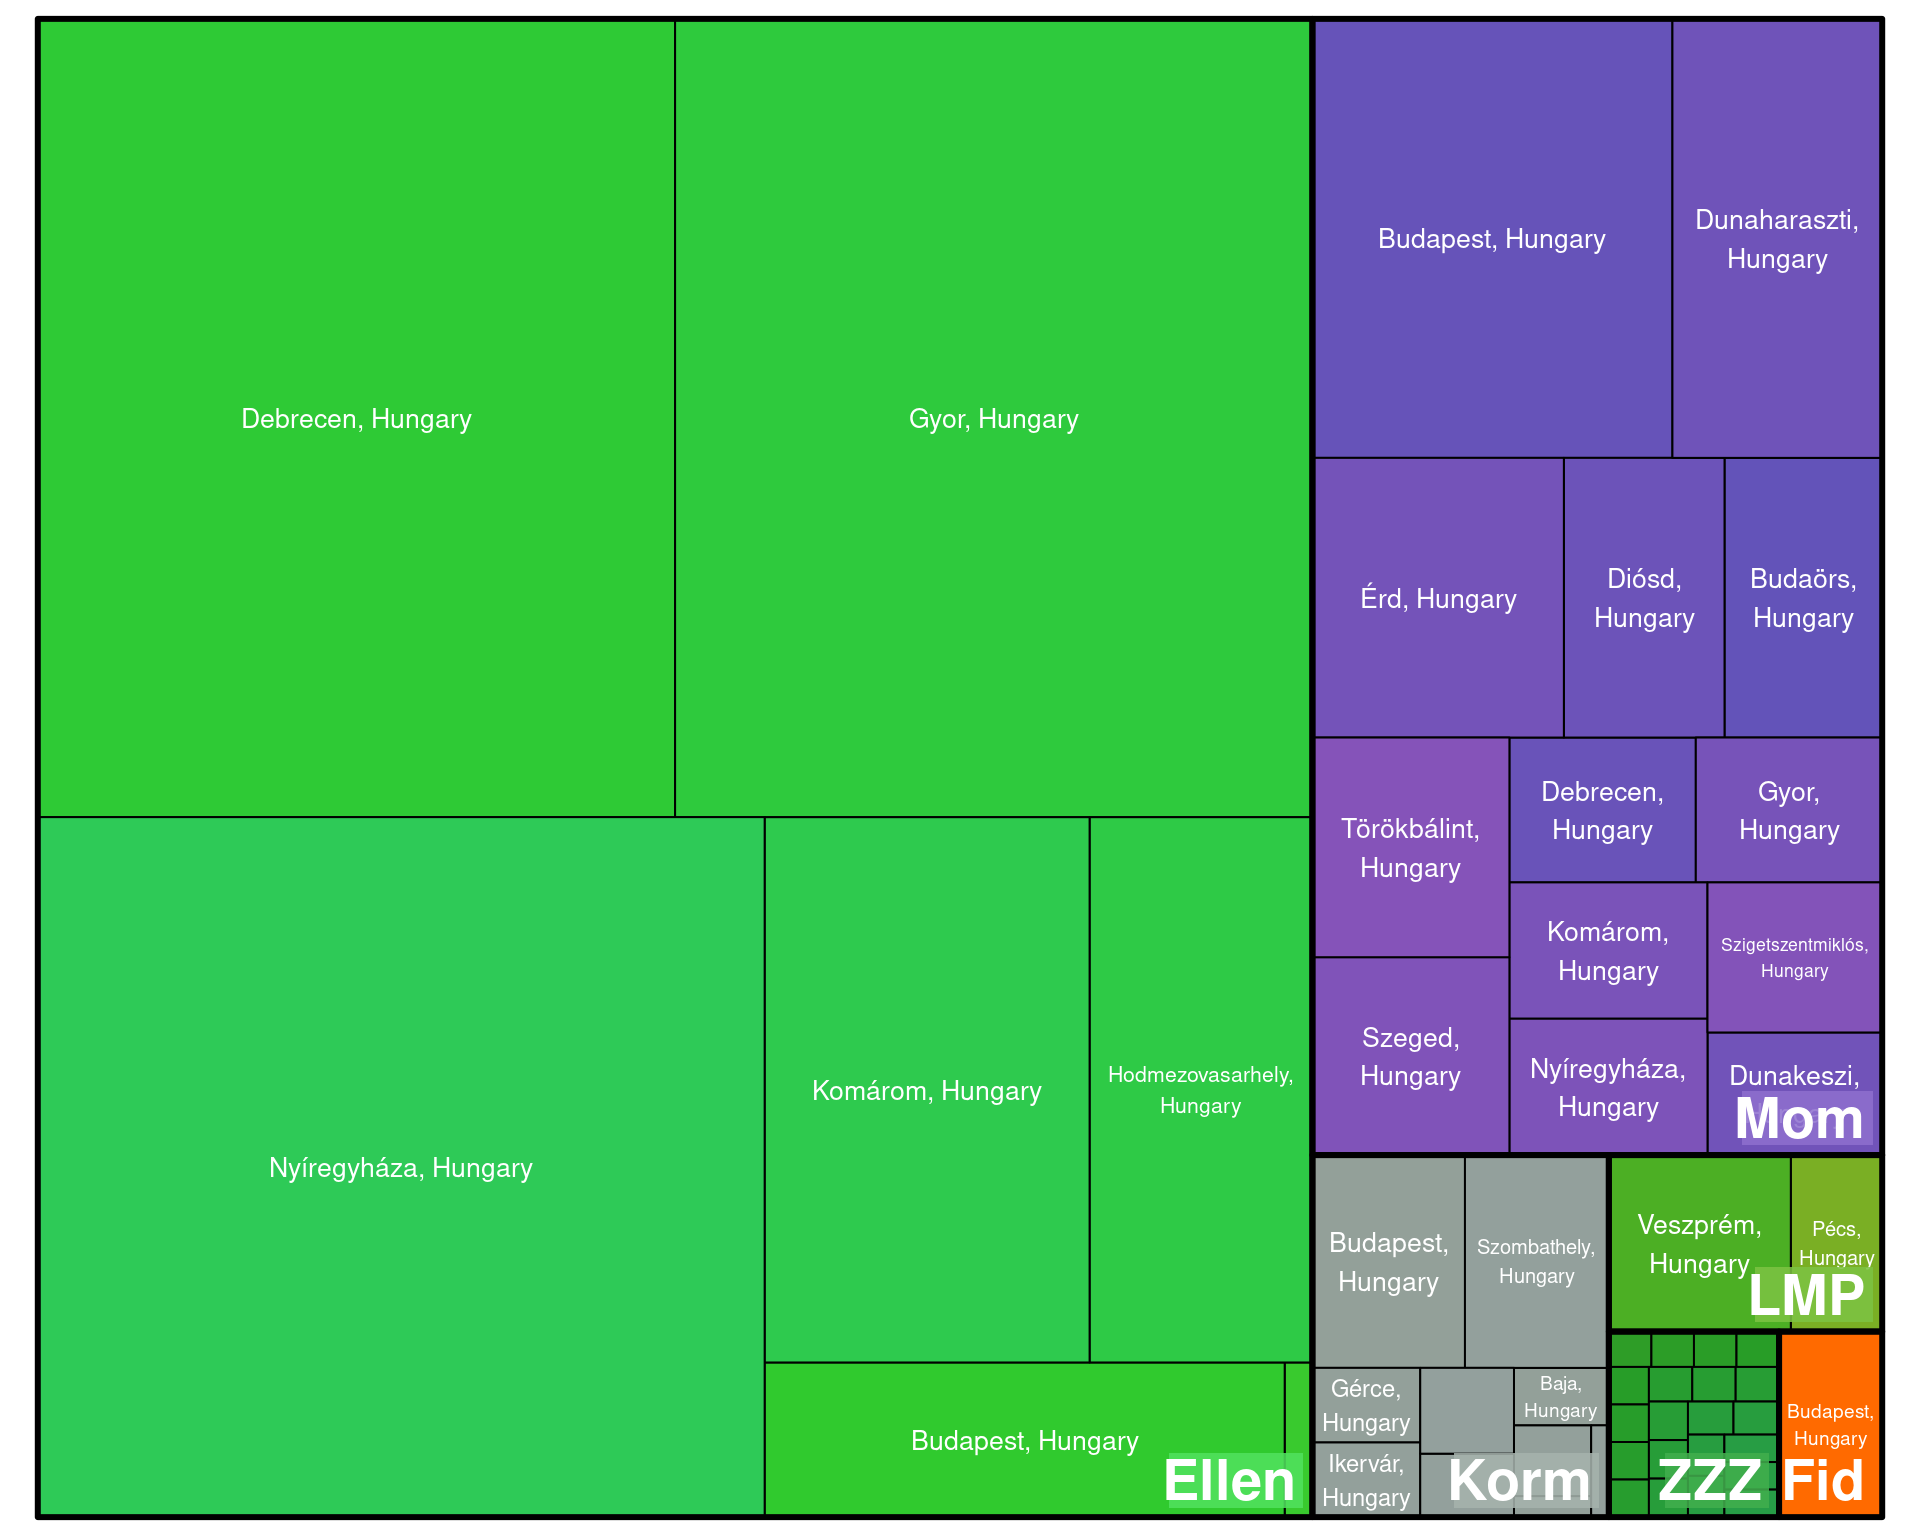 Debrecen, Hungary
Gyor, Hungary
Nyíregyháza, Hungary
Komárom, Hungary
Hodmezovasarhely,
Hungary
Budapest, Hungary
Ellen
Budapest, Hungary
Dunaharaszti,
Hungary
Érd, Hungary
Diósd,
Hungary
Budaörs,
Hungary
Törökbálint,
Hungary
Debrecen,
Hungary
Gyor,
Hungary
Szeged,
Hungary
Komárom,
Hungary
Szigetszentmiklós,
Hungary
Nyíregyháza,
Hungary
Dunakeszi,
Mom
Budapest,
Hungary
Szombathely,
Hungary
Gérce,
Hungary
Baja,
Hungary
Ikervár,
Hungary
Korm
Veszprém,
Hungary
Pécs,
Hungary
LMP
ZZZ
Budapest,
Hungary
Fid